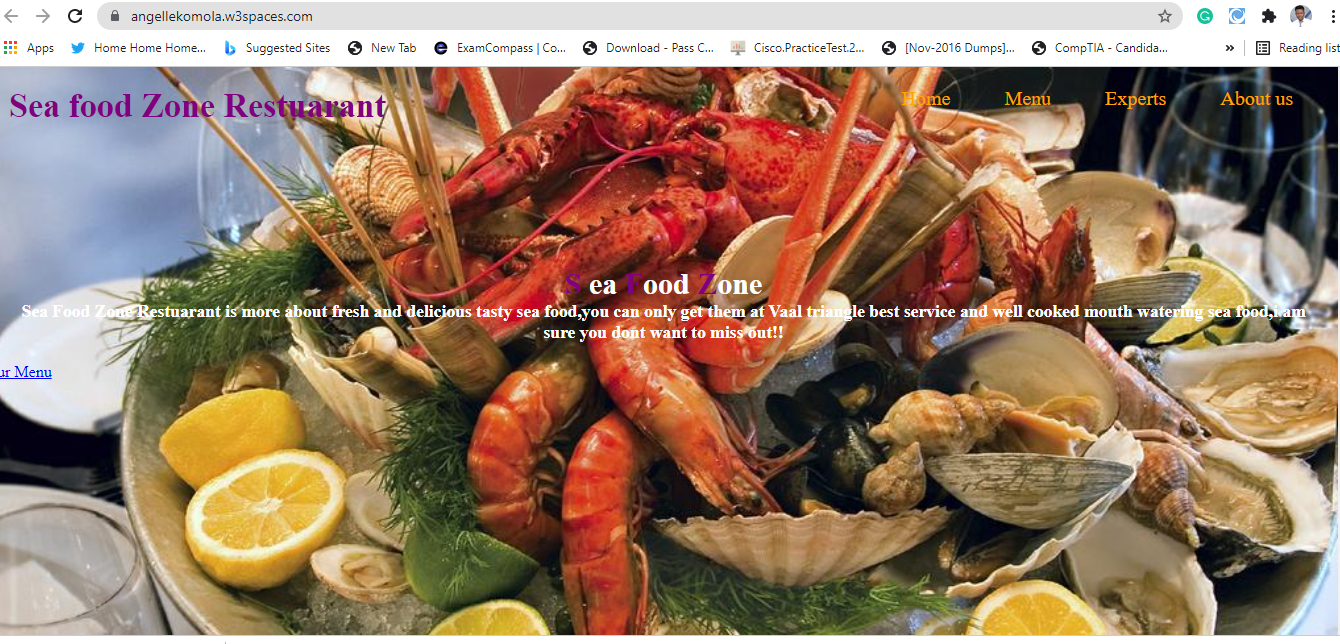 angellekomola.w3spaces.com
Apps Home Home Home... Suggested Sites New Tab ExamCompass | Co... Download - Pass C... Cisco.PracticeTest.2... [Nov-2016 Dumps]... CompTIA - Candida... » Reading list
Sea food Zone Restuarant Home Menu Experts About us
S ea Food Zone
Sea Food Zone Restuarant is more about fresh and delicious tasty sea food,you can only get them at Vaal triangle best service and well cooked mouth watering sea food,i am
sure you dont want to miss out!!
ur Menu